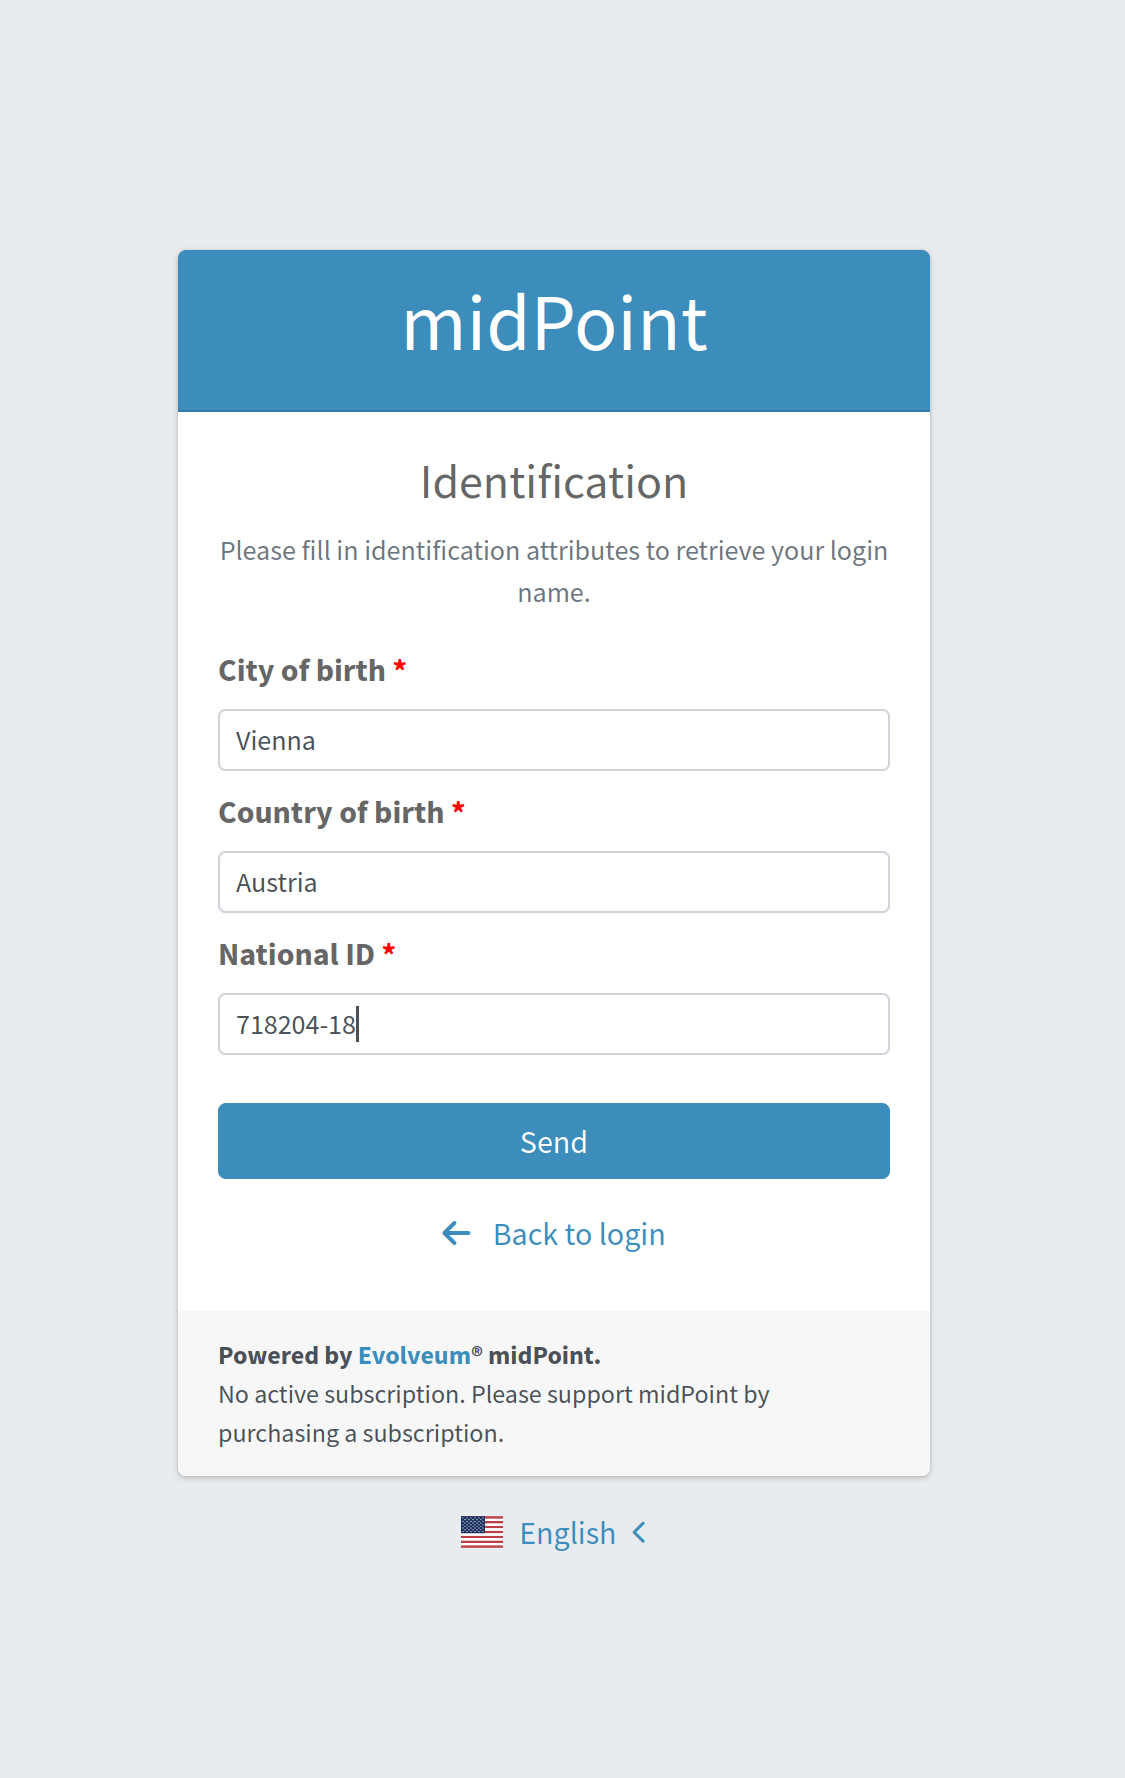 midPoint
Identification
Please fill in identification attributes to retrieve your login
name.
City of birth *
Vienna
Country of birth *
Austria
National ID *
718204-18
Send
Back to login
Powered by Evolveum® midPoint.
No active subscription. Please support midPoint by
purchasing a subscription.
English